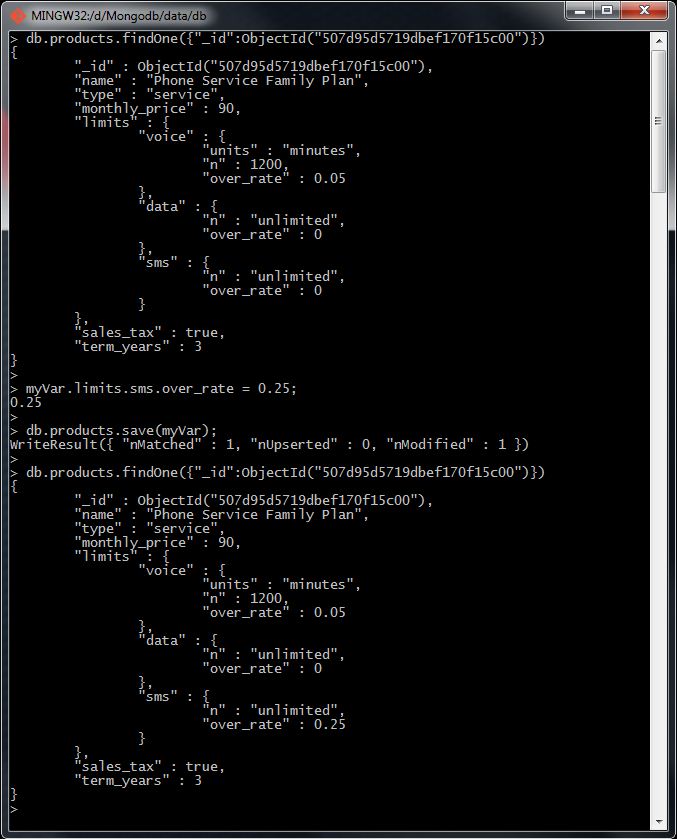 MINGW32:/d/Mongodb/data/db
> db.products.findOne({"_id":ObjectId("507d95d5719dbef170f15c00")})
{
        "_id" : ObjectId("507d95d5719dbef170f15c00"),
        "name" : "Phone Service Family Plan",
        "type" : "service",
        "monthly_price" : 90,
        "limits" : {
                "voice" : {
                        "units" : "minutes",
                        "n" : 1200,
                        "over_rate" : 0.05
                },
                "data" : {
                        "n" : "unlimited",
                        "over_rate" : 0
                },
                "sms" : {
                        "n" : "unlimited",
                        "over_rate" : 0
                }
        },
        "sales_tax" : true,
        "term_years" : 3
}
>
> myVar.limits.sms.over_rate = 0.25;
0.25
>
> db.products.save(myVar);
WriteResult({ "nMatched" : 1, "nUpserted" : 0, "nModified" : 1 })
>
> db.products.findOne({"_id":ObjectId("507d95d5719dbef170f15c00")})
{
        "_id" : ObjectId("507d95d5719dbef170f15c00"),
        "name" : "Phone Service Family Plan",
        "type" : "service",
        "monthly_price" : 90,
        "limits" : {
                "voice" : {
                        "units" : "minutes",
                        "n" : 1200,
                        "over_rate" : 0.05
                },
                "data" : {
                        "n" : "unlimited",
                        "over_rate" : 0
                },
                "sms" : {
                        "n" : "unlimited",
                        "over_rate" : 0.25
                }
        },
        "sales_tax" : true,
        "term_years" : 3
}
>